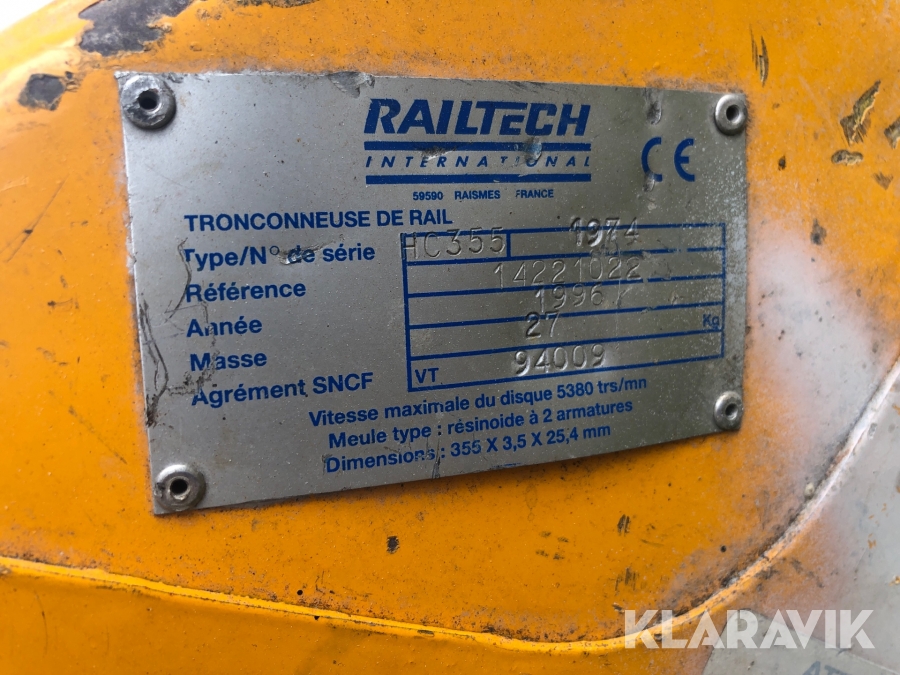 RAILTECH
INTERNATIONAL
CE
59590 RAISMES FRANCE
TRONCONNEUSE DE RAIL
Type/N° de série HC355 1974
Référence 14221022
Année 1996
Masse 27 Kg
Agrément SNCF VT 94009
Vitesse maximale du disque 5380 trs/mn
Meule type : résinoide à 2 armatures
Dimensions : 355 X 3,5 X 25,4 mm
KLARAVIK